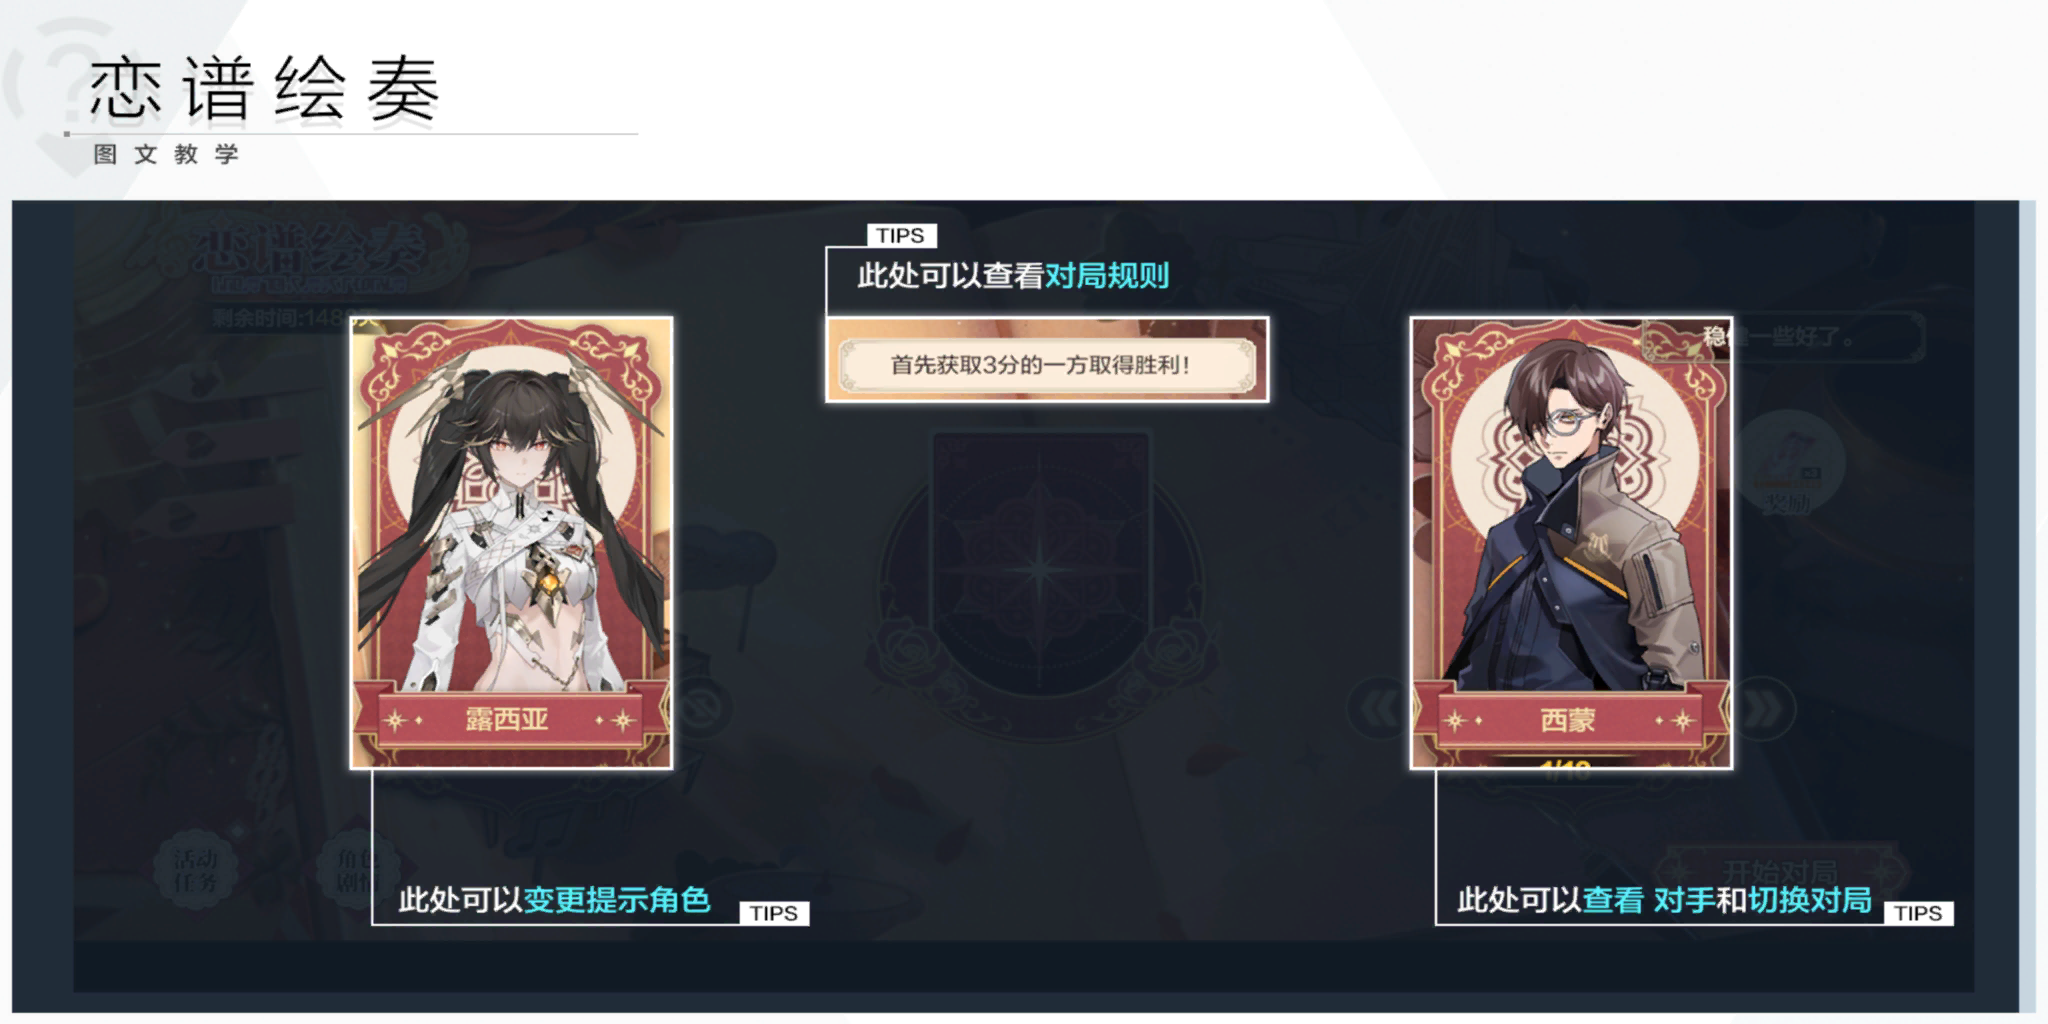 恋谱绘奏
图文教学
恋谱绘奏
剩余时间:148
TIPS
此处可以查看对局规则
首先获取3分的一方取得胜利!
稳健一些好了。
奖励
露西亚
西蒙
1/18
活动
任务
角色
剧情
开始对局
此处可以变更提示角色
TIPS
此处可以查看 对手和切换对局
TIPS